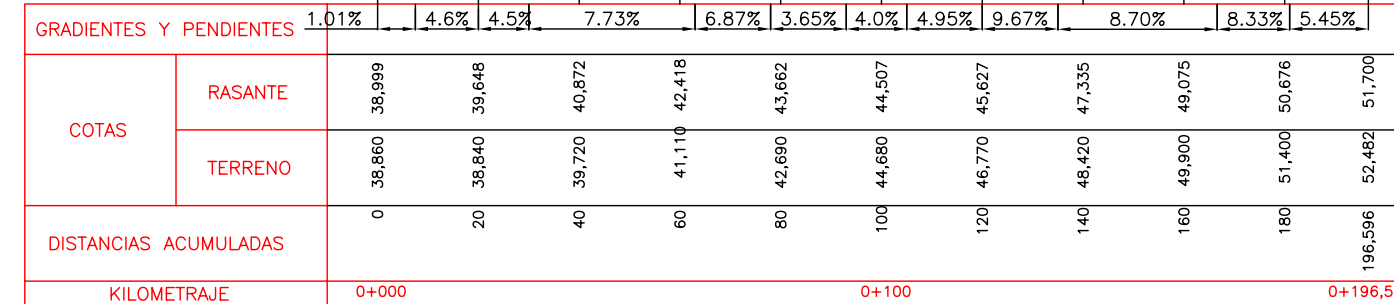 GRADIENTES Y PENDIENTES 1.01% 4.6% 4.5% 7.73% 6.87% 3.65% 4.0% 4.95% 9.67% 8.70% 8.33% 5.45%
COTAS
RASANTE 38,999 39,648 40,872 42,418 43,662 44,507 45,627 47,335 49,075 50,676 51,700
TERRENO 38,860 38,840 39,720 41,110 42,690 44,680 46,770 48,420 49,900 51,400 52,482
DISTANCIAS ACUMULADAS 0 20 40 60 80 100 120 140 160 180 196,596
KILOMETRAJE 0+000 0+100 0+196,5